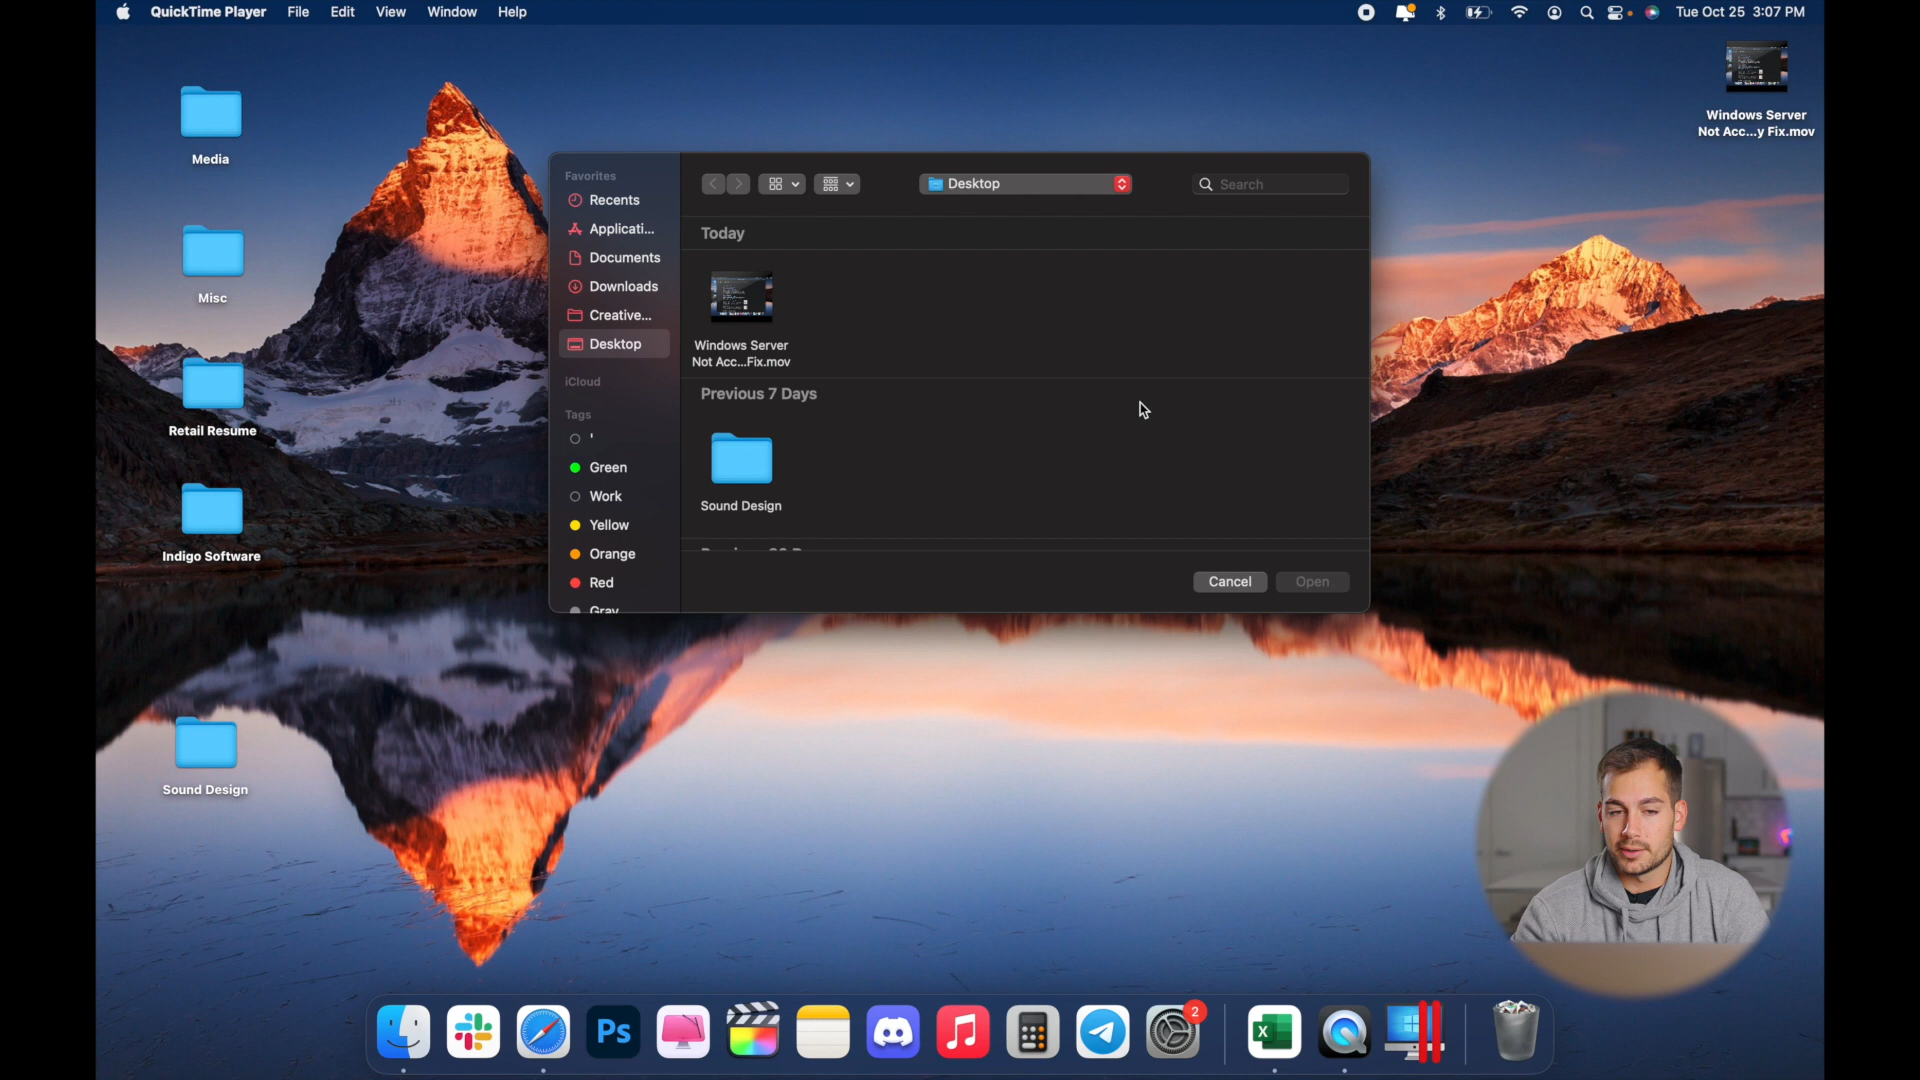 QuickTime Player File Edit View Window Help
Tue Oct 25 3:07 PM
Windows Server
Not Acc...y Fix.mov
Media
Misc
Retail Resume
Indigo Software
Sound Design
Favorites
Recents
Applicati...
Documents
Downloads
Creative...
Desktop
iCloud
Tags
'
Green
Work
Yellow
Orange
Red
Gray
Desktop
Search
Today
Windows Server
Not Acc...Fix.mov
Previous 7 Days
Sound Design
Cancel Open
Ps
2
X